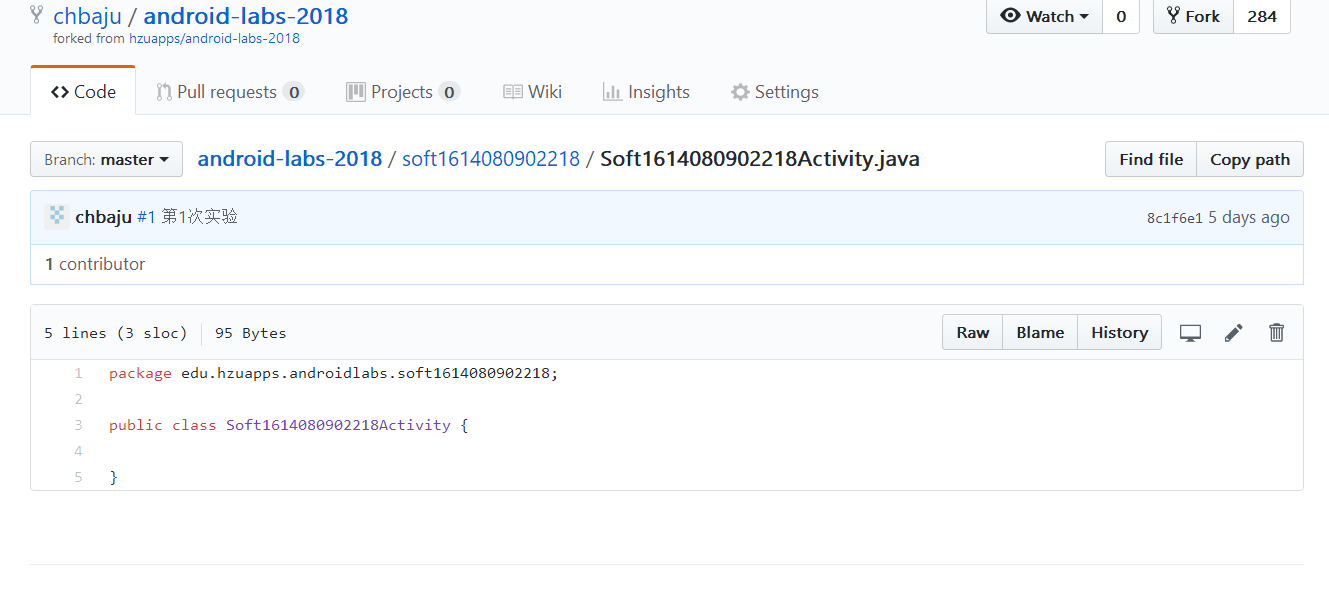 chbaju / android-labs-2018
Watch 0 Fork 284
forked from hzuapps/android-labs-2018
Code Pull requests 0 Projects 0 Wiki Insights Settings
Branch: master android-labs-2018 / soft1614080902218 / Soft1614080902218Activity.java Find file Copy path
chbaju #1 第1次实验 8c1f6e1 5 days ago
1 contributor
5 lines (3 sloc) 95 Bytes Raw Blame History
1 package edu.hzuapps.androidlabs.soft1614080902218;
2
3 public class Soft1614080902218Activity {
4
5 }